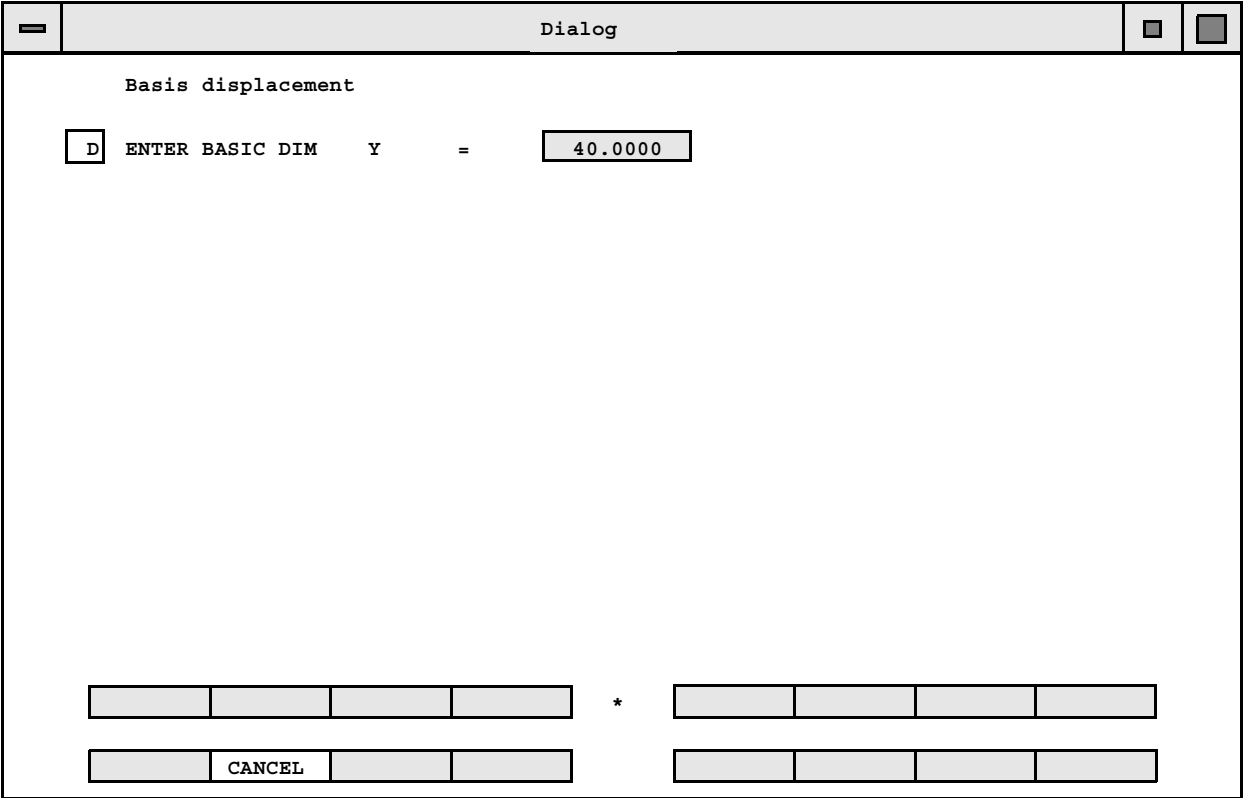 Dialog
Basis displacement
D ENTER BASIC DIM Y = 40.0000
*
CANCEL